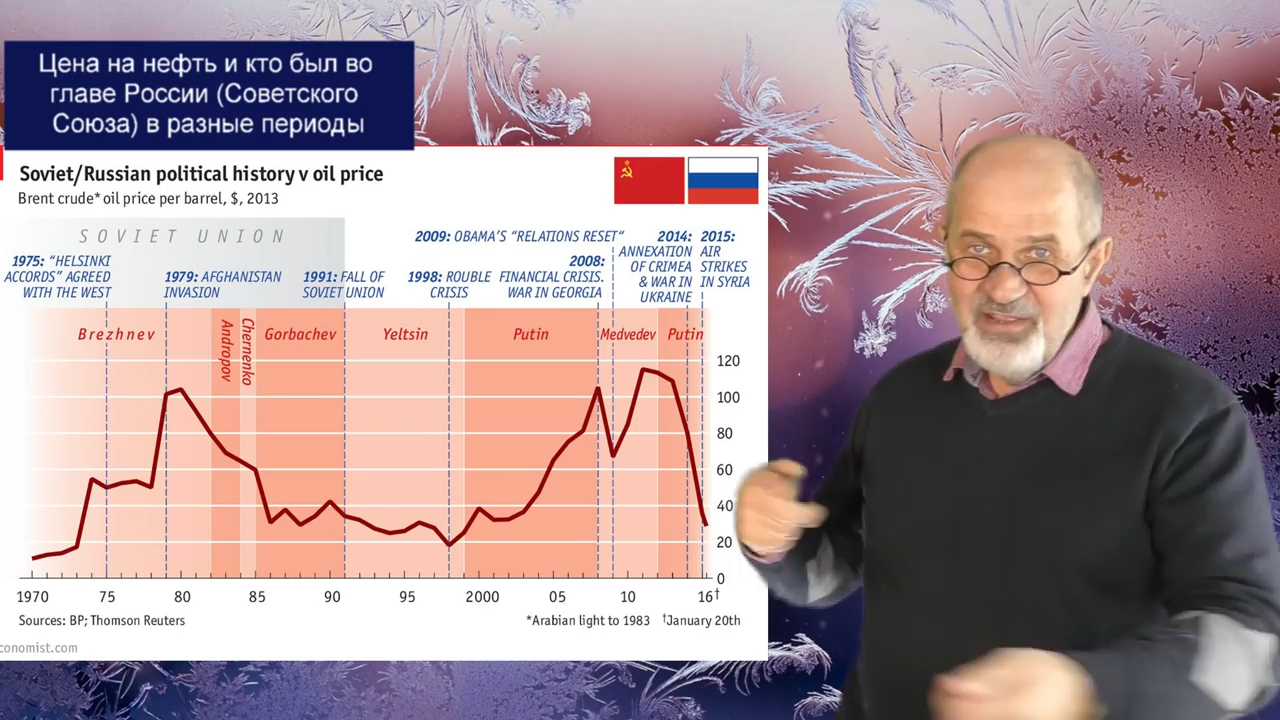 Цена на нефть и кто был во
главе России (Советского
Союза) в разные периоды
Soviet/Russian political history v oil price
Brent crude* oil price per barrel, $, 2013
SOVIET UNION
1975: “HELSINKI
ACCORDS” AGREED
WITH THE WEST
1979: AFGHANISTAN
INVASION
1991: FALL OF
SOVIET UNION
1998: ROUBLE
CRISIS
2009: OBAMA’S “RELATIONS RESET“
2008:
FINANCIAL CRISIS.
WAR IN GEORGIA
2014:
ANNEXATION
OF CRIMEA
& WAR IN
UKRAINE
2015:
AIR
STRIKES
IN SYRIA
Brezhnev
Andropov
Chernenko
Gorbachev
Yeltsin
Putin
Medvedev
Putin
120
100
80
60
40
20
0
1970 75 80 85 90 95 2000 05 10 16†
Sources: BP; Thomson Reuters
*Arabian light to 1983 †January 20th
conomist.com